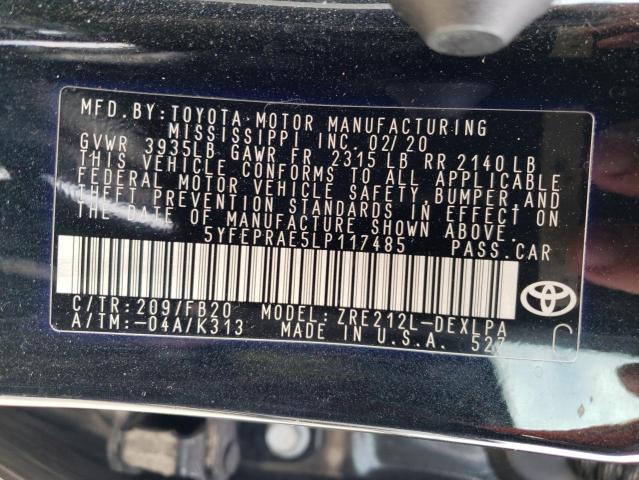 MFD. BY: TOYOTA MOTOR MANUFACTURING
MISSISSIPPI, INC. 02/20
GVWR 3935LB GAWR FR 2315 LB RR 2140 LB
THIS VEHICLE CONFORMS TO ALL APPLICABLE
FEDERAL MOTOR VEHICLE SAFETY, BUMPER, AND
THEFT PREVENTION STANDARDS IN EFFECT ON
THE DATE OF MANUFACTURE SHOWN ABOVE.
5YFEPRAE5LP117485 PASS. CAR
C/TR: 209/FB20 MODEL: ZRE212L-DEXLPA
A/TM: -04A/K313 MADE IN U.S.A. 527
TOYOTA
C